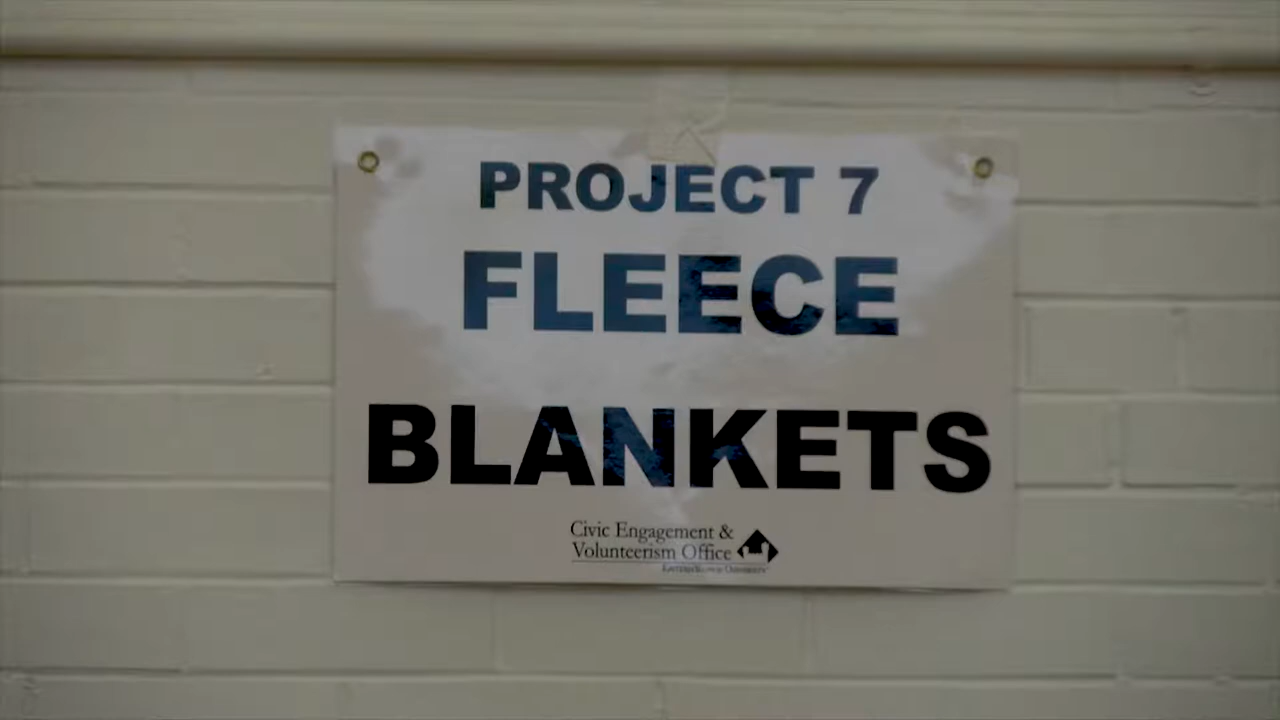 PROJECT 7
FLEECE
BLANKETS
Civic Engagement &
Volunteerism Office